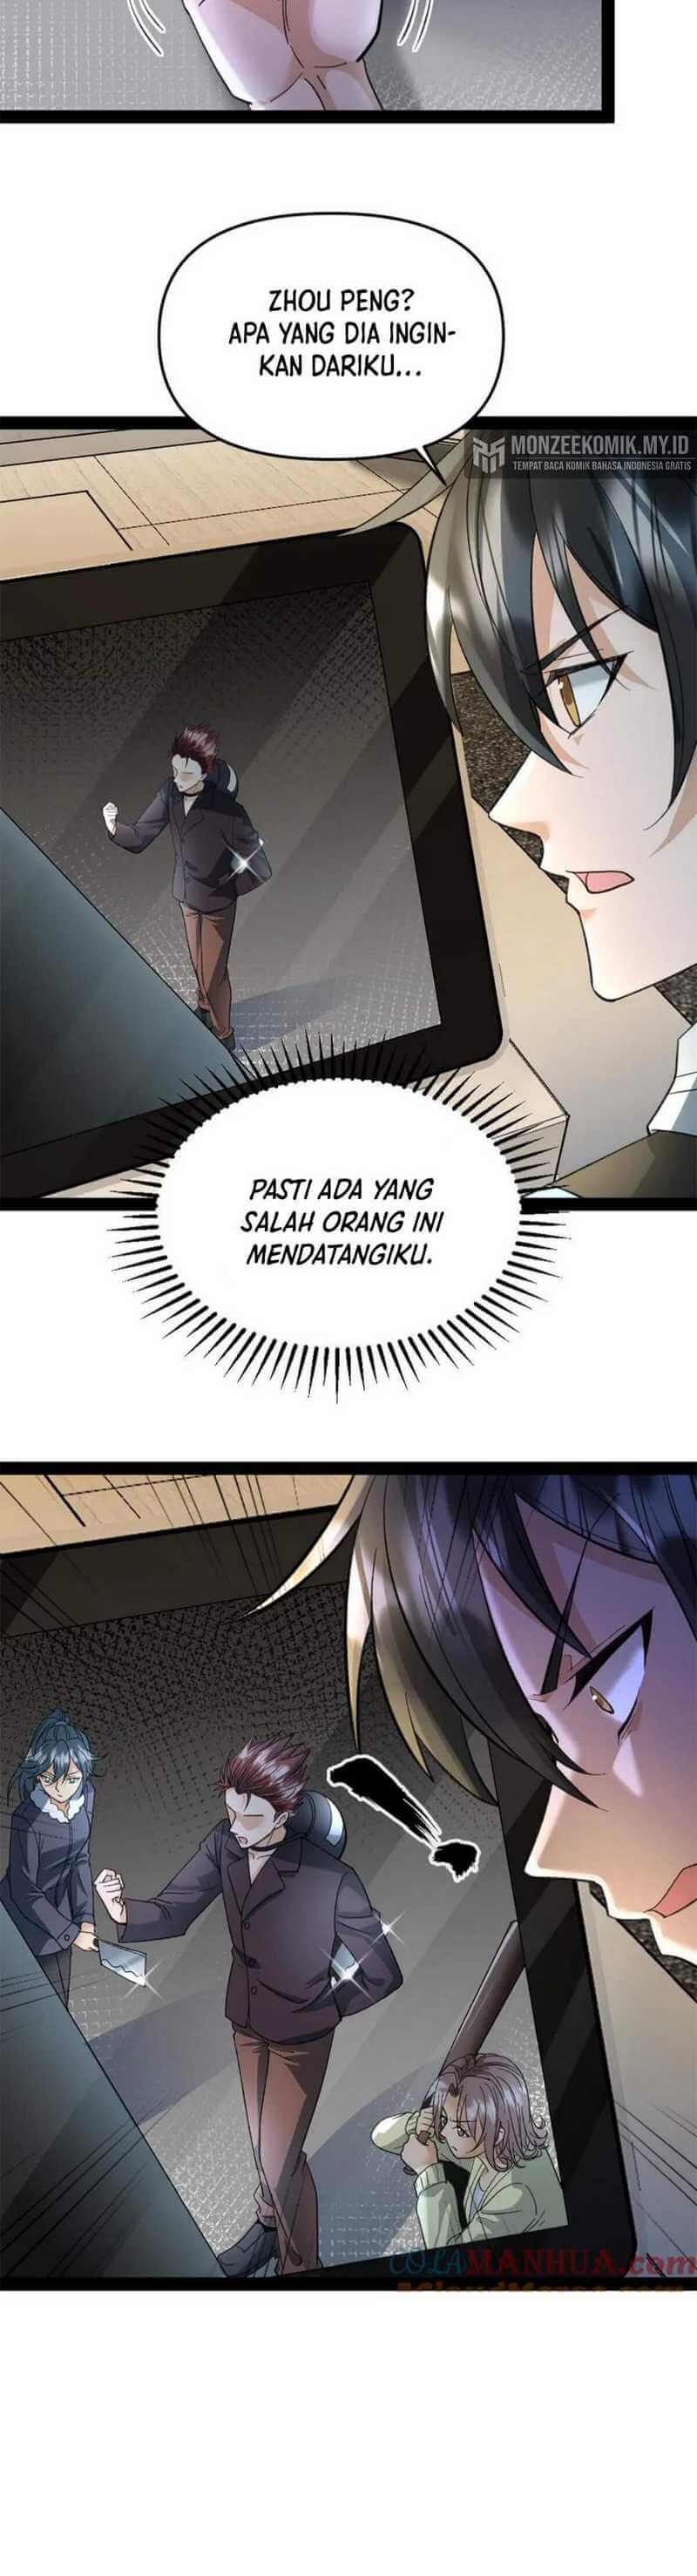 ZHOU PENG?
APA YANG DIA INGIN-
KAN DARIKU...
MONZEEKOMIK.MY.ID
TEMPAT BACA KOMIK BAHASA INDONESIA GRATIS
PASTI ADA YANG
SALAH ORANG INI
MENDATANGIKU.
!
COLAMANHUA.com